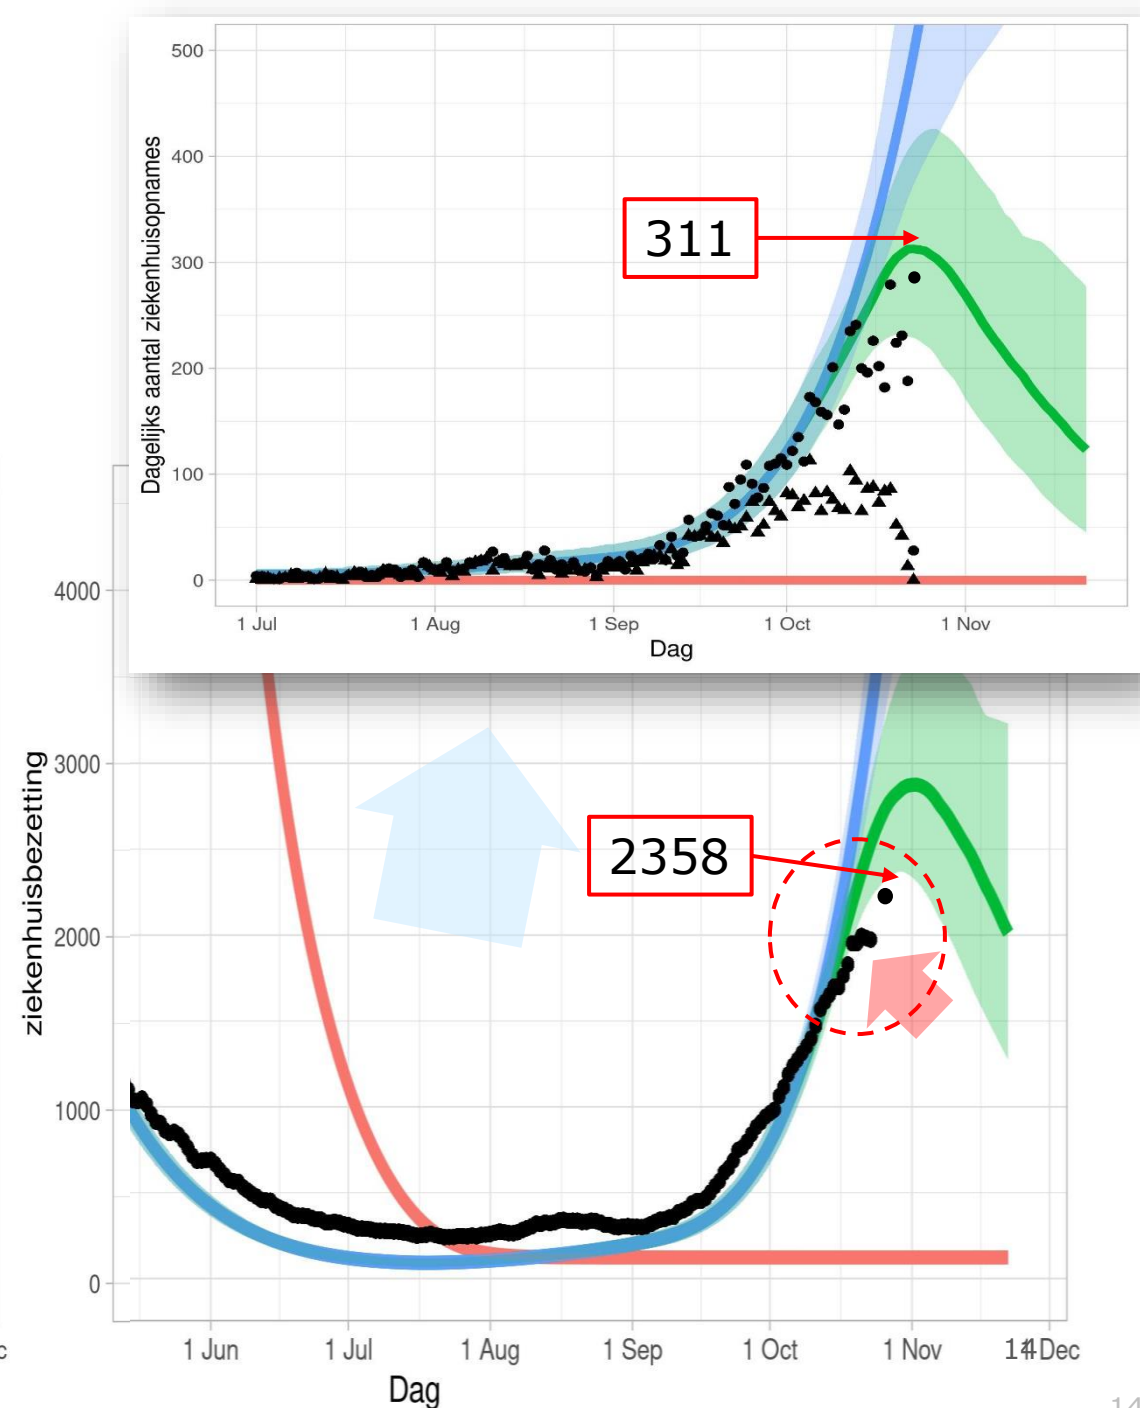 500
400
300
200
100
0
Dagelijks aantal ziekenhuisopnames
311
1 Jul
1 Aug
1 Sep
1 Oct
1 Nov
Dag
4000
3000
2000
1000
0
ziekenhuisbezetting
2358
c
1 Jun
1 Jul
1 Aug
1 Sep
1 Oct
1 Nov
1 Dec
Dag
14